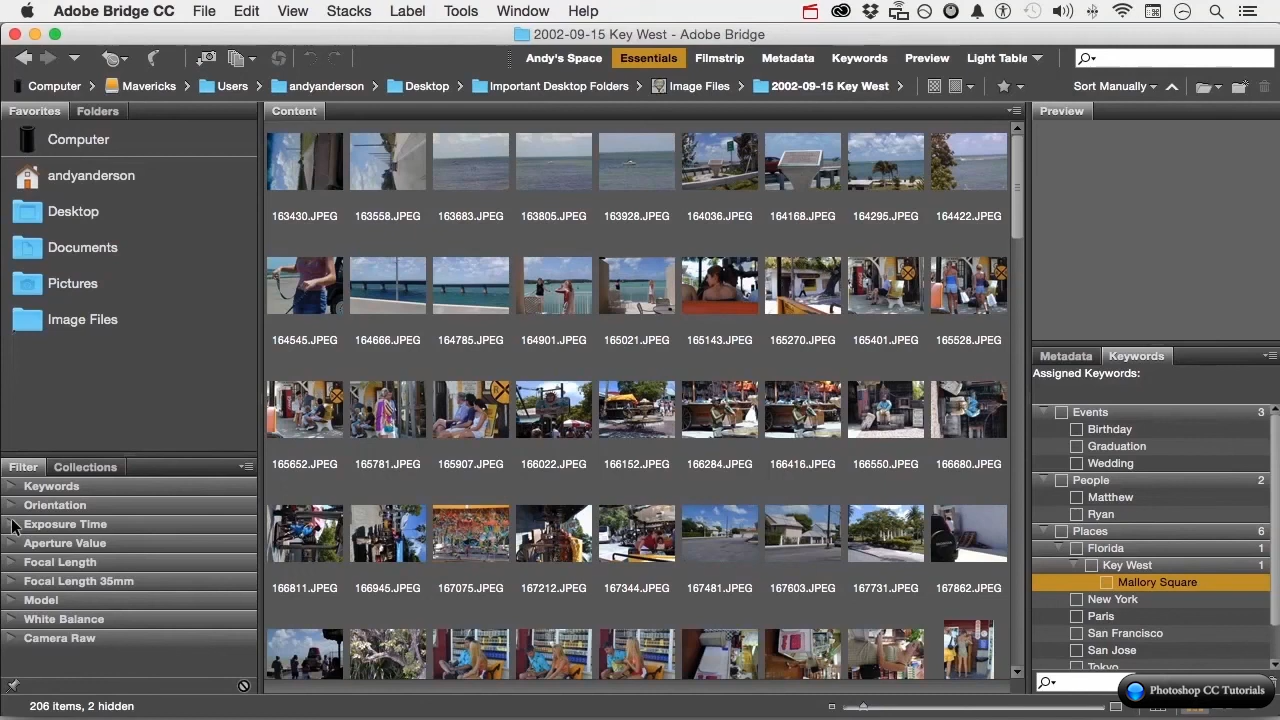 Adobe Bridge CC File Edit View Stacks Label Tools Window Help
2002-09-15 Key West - Adobe Bridge
Andy's Space Essentials Filmstrip Metadata Keywords Preview Light Table
Computer Mavericks Users andyanderson Desktop Important Desktop Folders Image Files 2002-09-15 Key West Sort Manually
Favorites Folders Content Preview
Computer
andyanderson
Desktop
Documents
Pictures
Image Files
163430.JPEG 163558.JPEG 163683.JPEG 163805.JPEG 163928.JPEG 164036.JPEG 164168.JPEG 164295.JPEG 164422.JPEG
164545.JPEG 164666.JPEG 164785.JPEG 164901.JPEG 165021.JPEG 165143.JPEG 165270.JPEG 165401.JPEG 165528.JPEG
165652.JPEG 165781.JPEG 165907.JPEG 166022.JPEG 166152.JPEG 166284.JPEG 166416.JPEG 166550.JPEG 166680.JPEG
166811.JPEG 166945.JPEG 167075.JPEG 167212.JPEG 167344.JPEG 167481.JPEG 167603.JPEG 167731.JPEG 167862.JPEG
Filter Collections
Keywords
Orientation
Exposure Time
Aperture Value
Focal Length
Focal Length 35mm
Model
White Balance
Camera Raw
Metadata Keywords
Assigned Keywords:
Events 3
Birthday
Graduation
Wedding
People 2
Matthew
Ryan
Places 6
Florida 1
Key West 1
Mallory Square
New York
Paris
San Francisco
San Jose
Tokyo
206 items, 2 hidden
Photoshop CC Tutorials